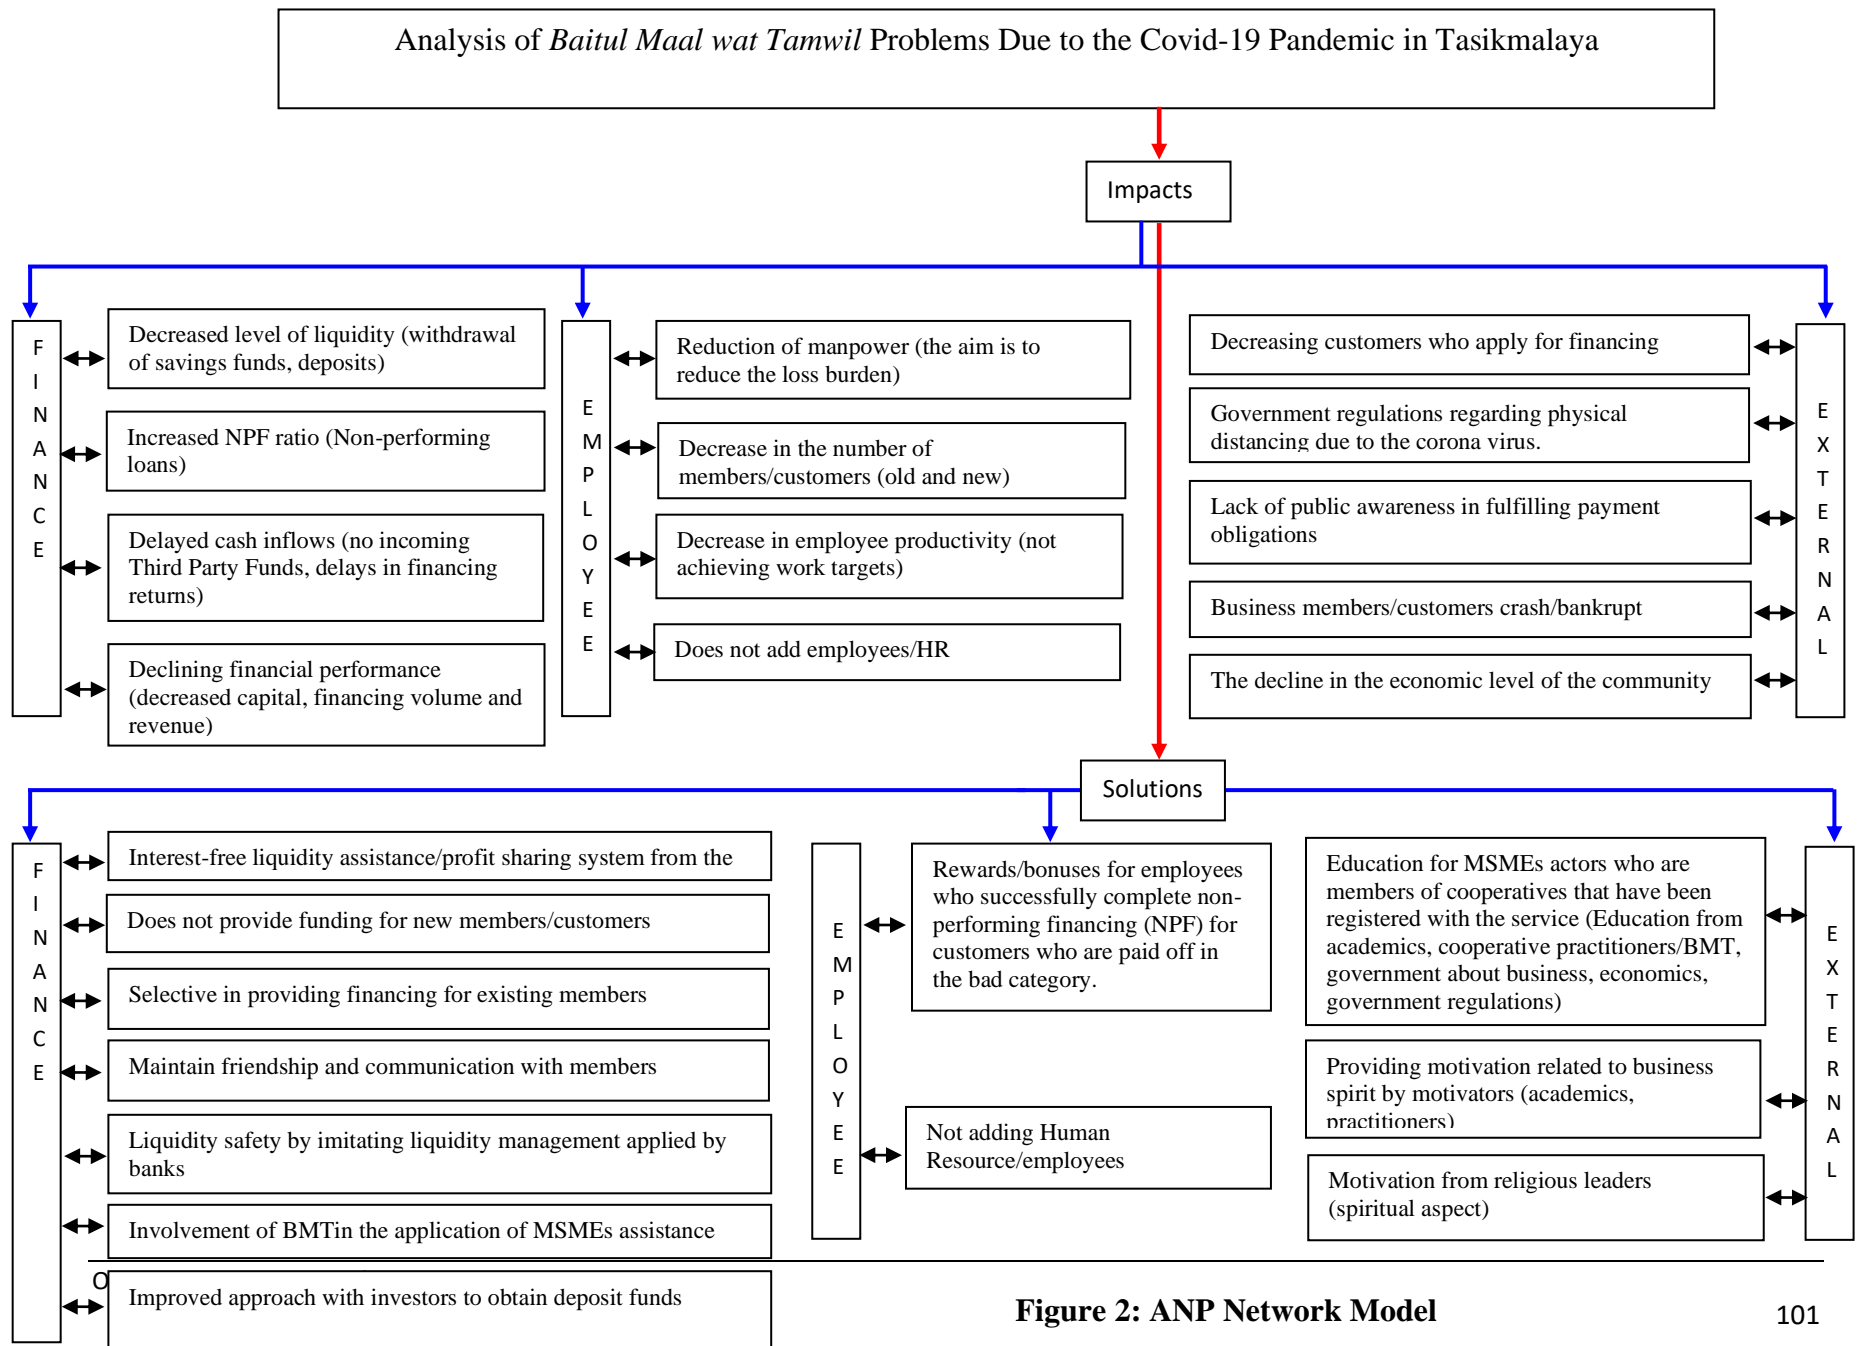 Analysis of Baitul Maal wat Tamwil Problems Due to the Covid-19 Pandemic in Tasikmalaya
Impacts
FINANCE
Decreased level of liquidity (withdrawal
of savings funds, deposits)
Increased NPF ratio (Non-performing
loans)
Delayed cash inflows (no incoming
Third Party Funds, delays in financing
returns)
Declining financial performance
(decreased capital, financing volume and
revenue)
EMPLOYEE
Reduction of manpower (the aim is to
reduce the loss burden)
Decrease in the number of
members/customers (old and new)
Decrease in employee productivity (not
achieving work targets)
Does not add employees/HR
Decreasing customers who apply for financing
Government regulations regarding physical
distancing due to the corona virus.
Lack of public awareness in fulfilling payment
obligations
Business members/customers crash/bankrupt
The decline in the economic level of the community
EXTERNAL
Solutions
FINANCE
Interest-free liquidity assistance/profit sharing system from the
Does not provide funding for new members/customers
Selective in providing financing for existing members
Maintain friendship and communication with members
Liquidity safety by imitating liquidity management applied by
banks
Involvement of BMTin the application of MSMEs assistance
Improved approach with investors to obtain deposit funds
EMPLOYEE
Rewards/bonuses for employees
who successfully complete non-
performing financing (NPF) for
customers who are paid off in
the bad category.
Not adding Human
Resource/employees
Education for MSMEs actors who are
members of cooperatives that have been
registered with the service (Education from
academics, cooperative practitioners/BMT,
government about business, economics,
government regulations)
Providing motivation related to business
spirit by motivators (academics,
practitioners)
Motivation from religious leaders
(spiritual aspect)
EXTERNAL
Figure 2: ANP Network Model
101